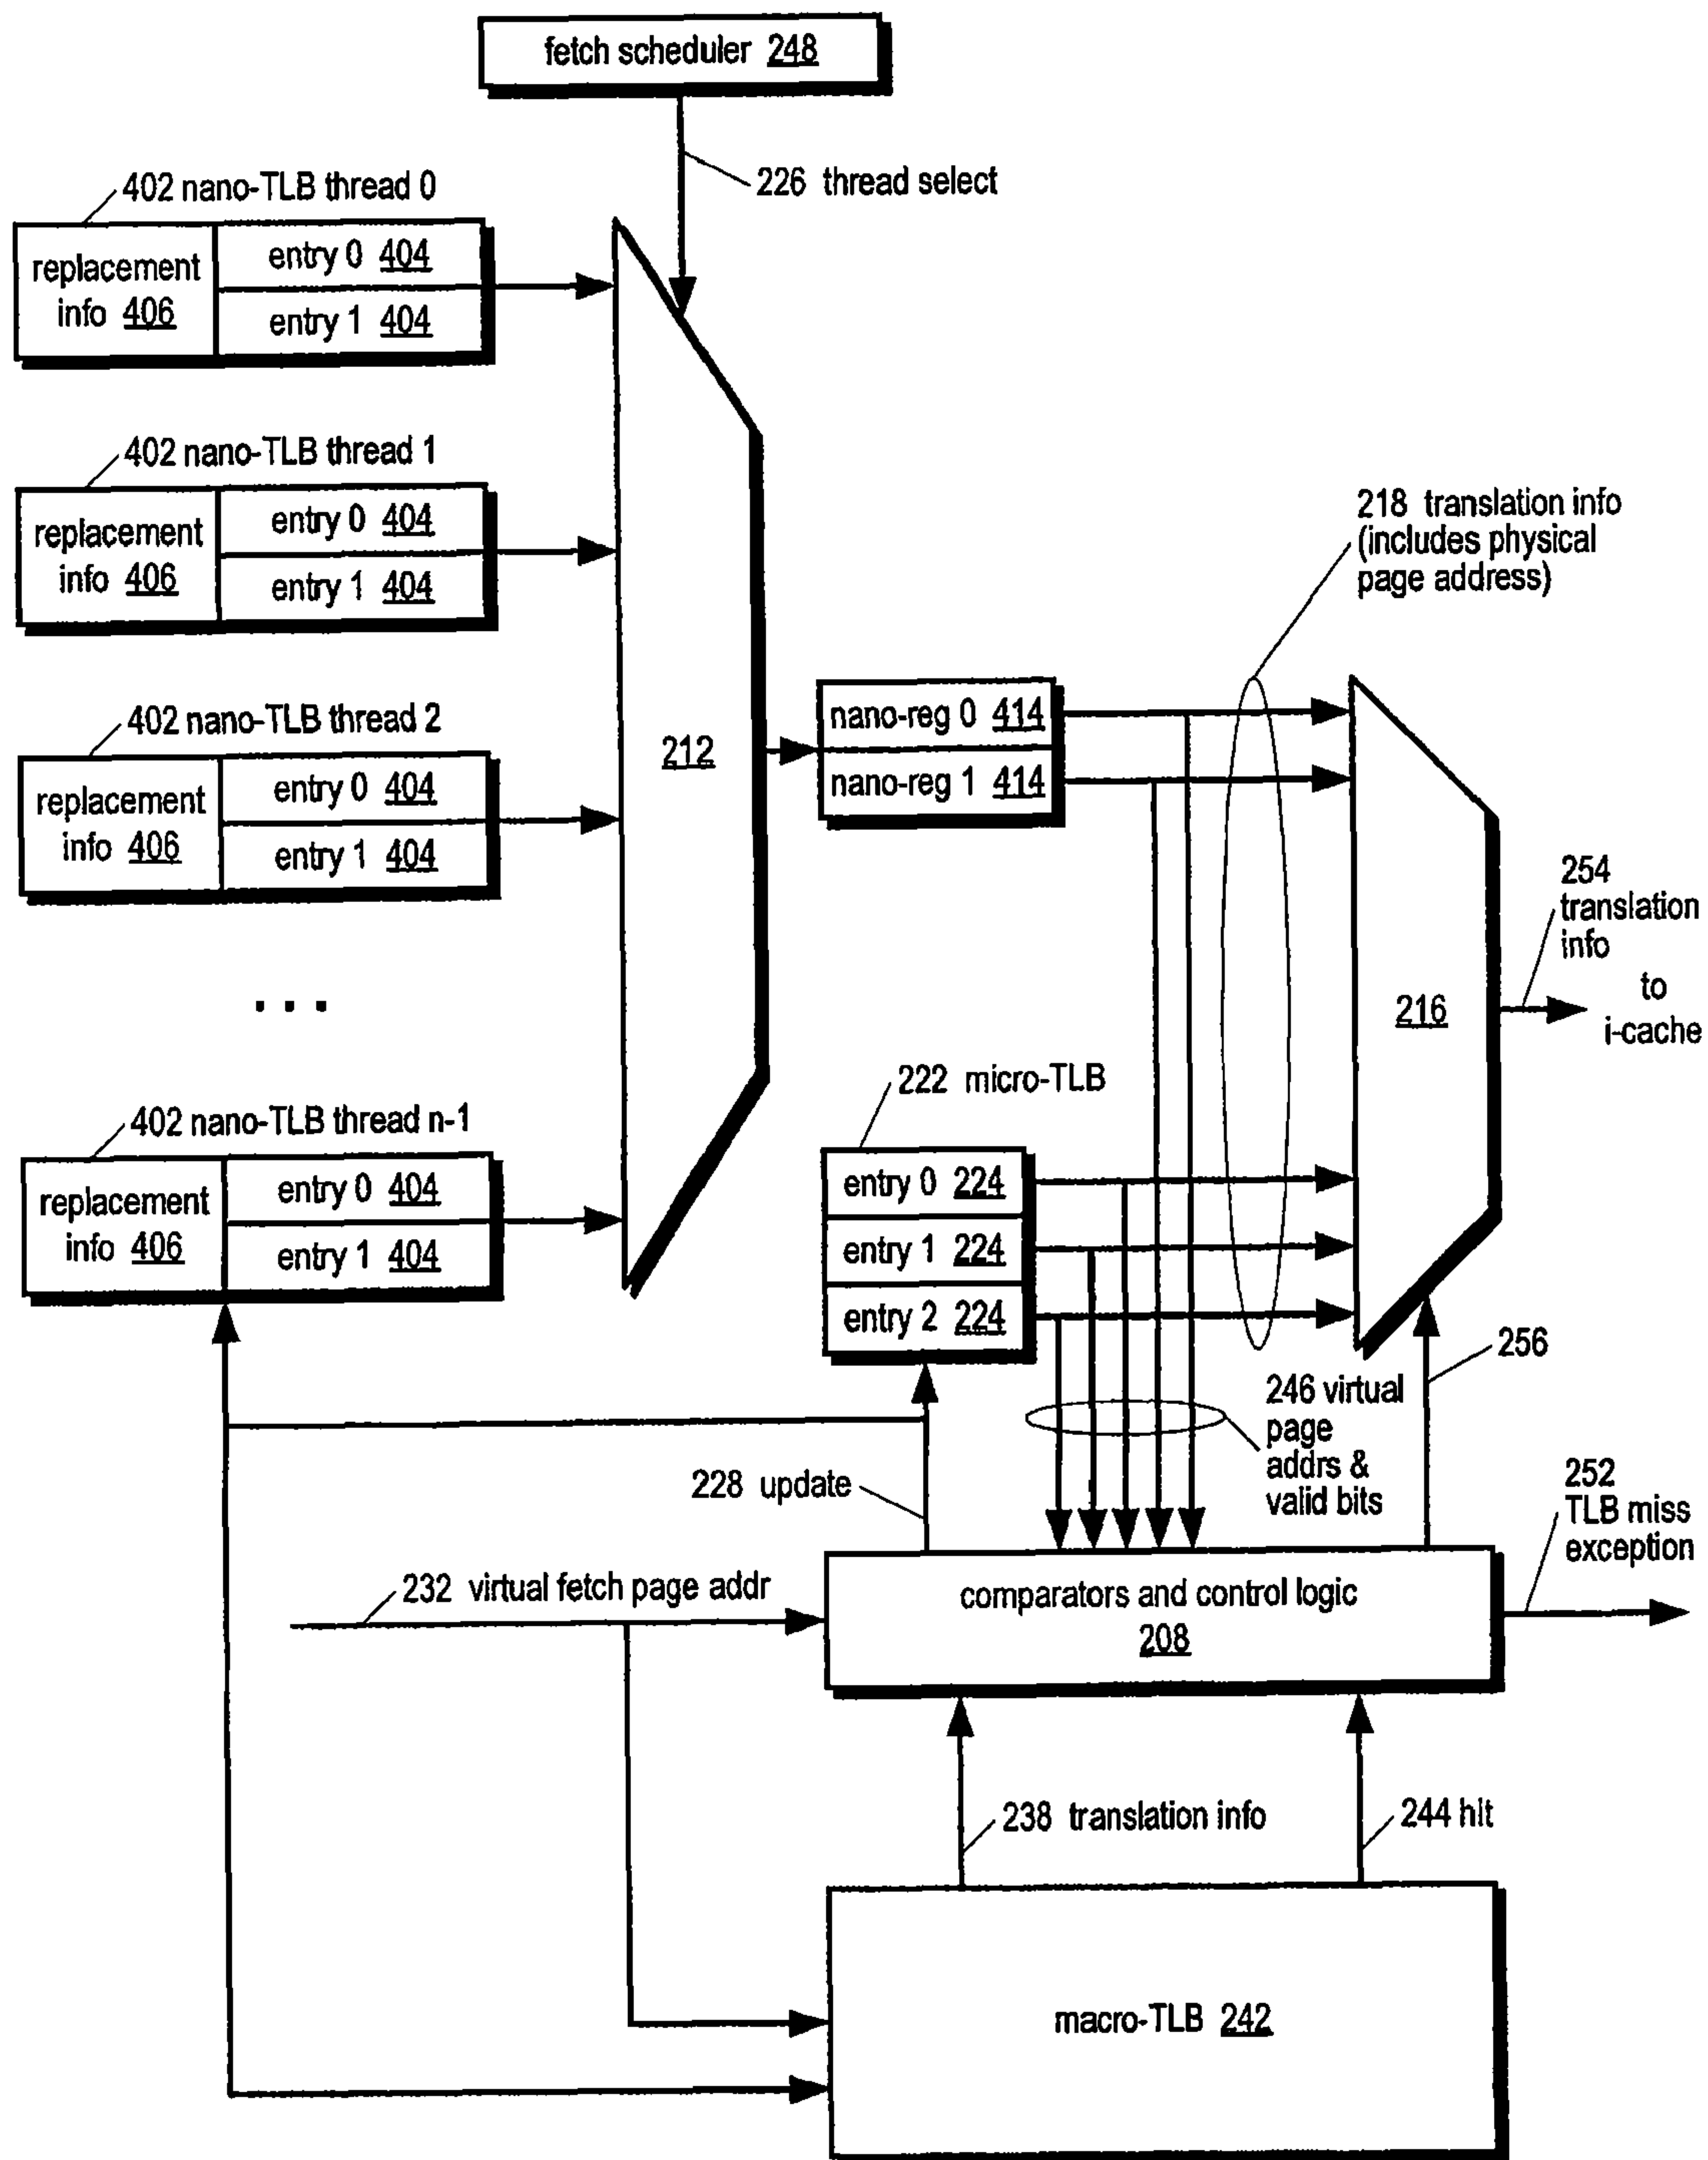 fetch scheduler 248
226 thread select
402 nano-TLB thread 0
replacement
info 406
entry 0 404
entry 1 404
402 nano-TLB thread 1
replacement
info 406
entry 0 404
entry 1 404
402 nano-TLB thread 2
replacement
info 406
entry 0 404
entry 1 404
...
402 nano-TLB thread n-1
replacement
info 406
entry 0 404
entry 1 404
212
nano-reg 0 414
nano-reg 1 414
218 translation info
(includes physical
page address)
216
254
translation
info
to
i-cache
222 micro-TLB
entry 0 224
entry 1 224
entry 2 224
256
246 virtual
page
addrs &
valid bits
228 update
252
TLB miss
exception
232 virtual fetch page addr
comparators and control logic
208
238 translation info
244 hit
macro-TLB 242